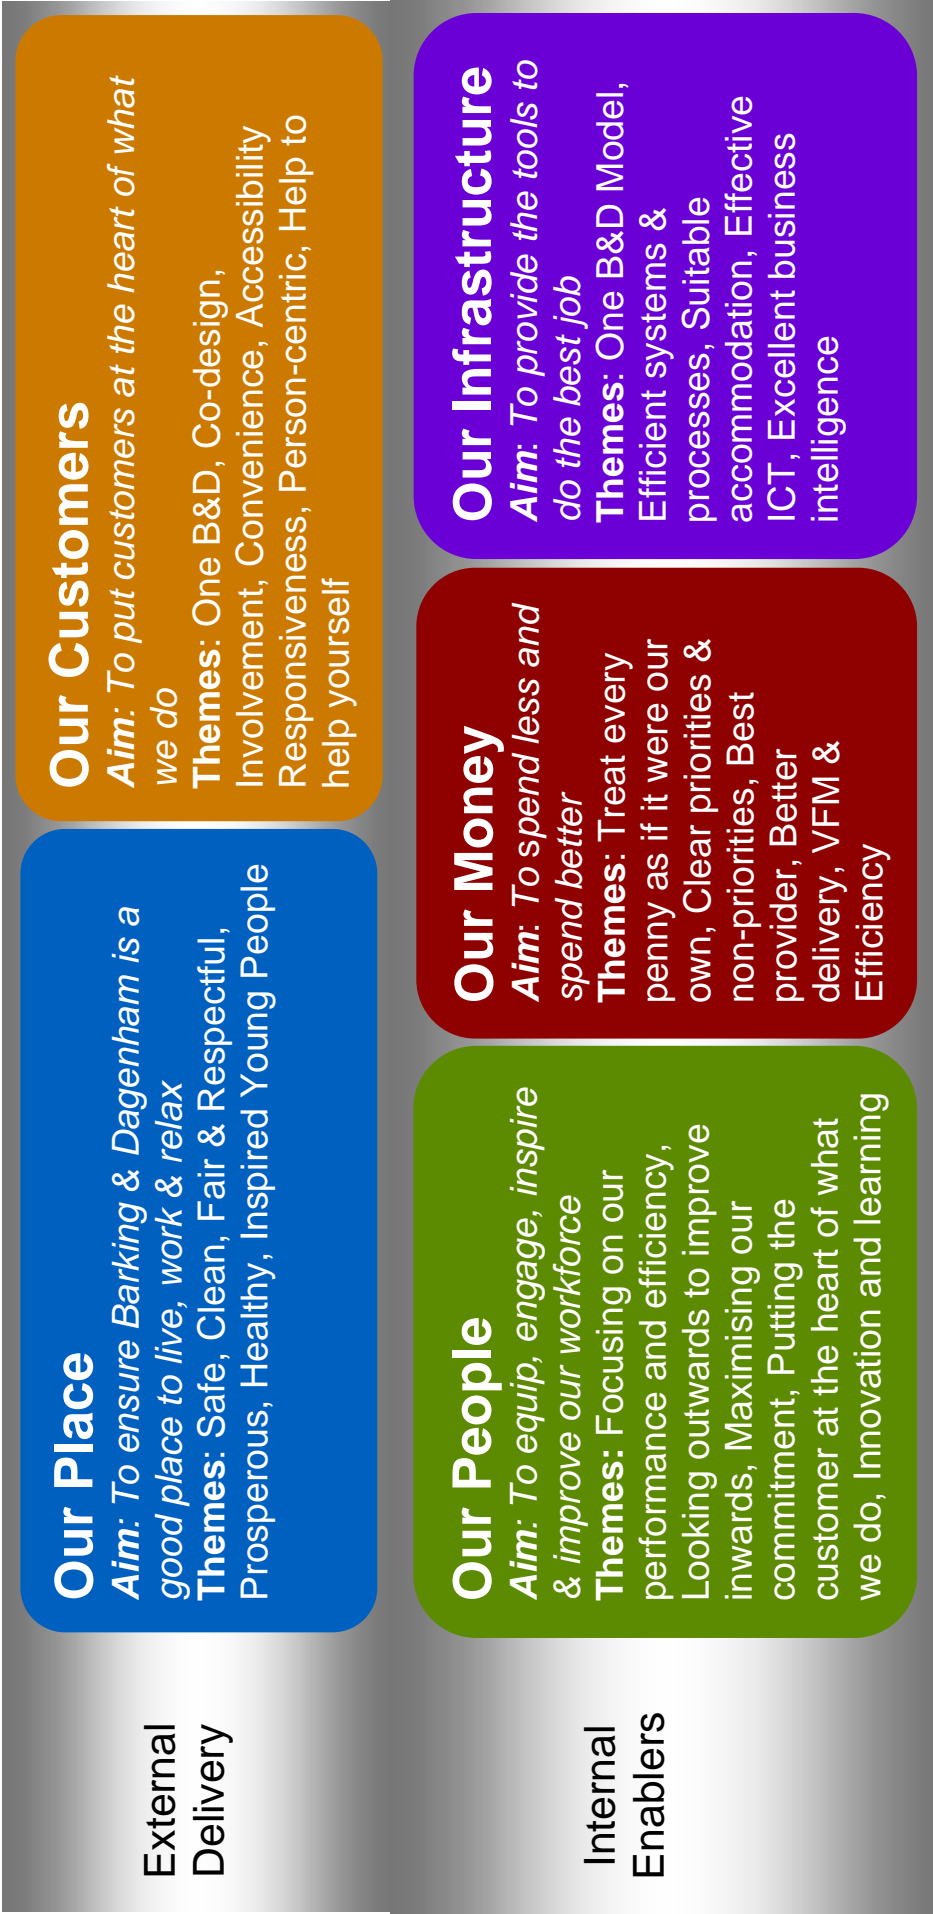 External
Delivery
Our Place
Aim: To ensure Barking & Dagenham is a
good place to live, work & relax
Themes: Safe, Clean, Fair & Respectful,
Prosperous, Healthy, Inspired Young People
Our Customers
Aim: To put customers at the heart of what
we do
Themes: One B&D, Co-design,
Involvement, Convenience, Accessibility
Responsiveness, Person-centric, Help to
help yourself
Internal
Enablers
Our People
Aim: To equip, engage, inspire
& improve our workforce
Themes: Focusing on our
performance and efficiency,
Looking outwards to improve
inwards, Maximising our
commitment, Putting the
customer at the heart of what
we do, Innovation and learning
Our Money
Aim: To spend less and
spend better
Themes: Treat every
penny as if it were our
own, Clear priorities &
non-priorities, Best
provider, Better
delivery, VFM &
Efficiency
Our Infrastructure
Aim: To provide the tools to
do the best job
Themes: One B&D Model,
Efficient systems &
processes, Suitable
accommodation, Effective
ICT, Excellent business
intelligence